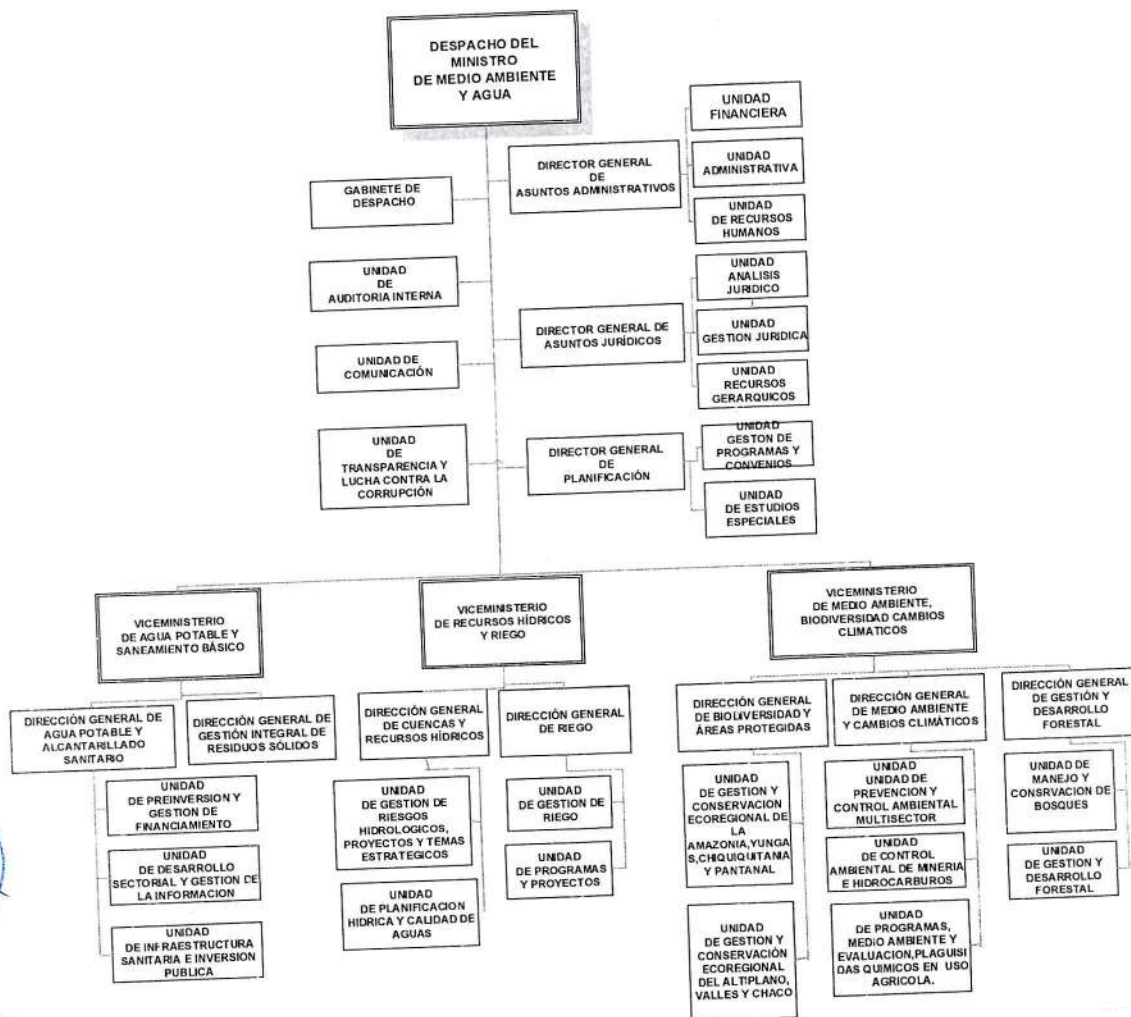 DESPACHO DEL
MINISTRO
DE MEDIO AMBIENTE
Y AGUA
GABINETE DE
DESPACHO
UNIDAD
DE
AUDITORIA INTERNA
UNIDAD DE
COMUNICACIÓN
UNIDAD
DE
TRANSPARENCIA Y
LUCHA CONTRA LA
CORRUPCIÓN
DIRECTOR GENERAL
DE
ASUNTOS ADMINISTRATIVOS
UNIDAD
FINANCIERA
UNIDAD
ADMINISTRATIVA
UNIDAD
DE RECURSOS
HUMANOS
DIRECTOR GENERAL DE
ASUNTOS JURÍDICOS
UNIDAD
ANALISIS
JURIDICO
UNIDAD
GESTION JURIDICA
UNIDAD
RECURSOS
GERARQUICOS
DIRECTOR GENERAL
DE
PLANIFICACIÓN
UNIDAD
GESTON DE
PROGRAMAS Y
CONVENIOS
UNIDAD
DE ESTUDIOS
ESPECIALES
VICEMINISTERIO
DE AGUA POTABLE Y
SANEAMIENTO BÁSICO
VICEMINISTERIO
DE RECURSOS HÍDRICOS
Y RIEGO
VICEMINISTERIO
DE MEDIO AMBIENTE,
BIODIVERSIDAD CAMBIOS
CLIMATICOS
DIRECCIÓN GENERAL DE
AGUA POTABLE Y
ALCANTARILLADO
SANITARIO
DIRECCIÓN GENERAL DE
GESTIÓN INTEGRAL DE
RESIDUOS SÓLIDOS
DIRECCIÓN GENERAL
DE CUENCAS Y
RECURSOS HÍDRICOS
DIRECCIÓN GENERAL
DE RIEGO
DIRECCIÓN GENERAL
DE BIODIVERSIDAD Y
ÁREAS PROTEGIDAS
DIRECCIÓN GENERAL
DE MEDIO AMBIENTE
Y CAMBIOS CLIMÁTICOS
DIRECCIÓN GENERAL
DE GESTIÓN Y
DESARROLLO
FORESTAL
UNIDAD
DE PREINVERSION Y
GESTION DE
FINANCIAMIENTO
UNIDAD
DE DESARROLLO
SECTORIAL Y GESTION DE
LA INFORMACION
UNIDAD
DE INFRAESTRUCTURA
SANITARIA E INVERSION
PUBLICA
UNIDAD
DE GESTION DE
RIESGOS
HIDROLOGICOS,
PROYECTOS Y TEMAS
ESTRATEGICOS
UNIDAD
DE PLANIFICACION
HIDRICA Y CALIDAD DE
AGUAS
UNIDAD
DE GESTION DE
RIEGO
UNIDAD
DE PROGRAMAS
Y PROYECTOS
UNIDAD
DE GESTION Y
CONSERVACION
ECOREGIONAL DE
LA
AMAZONIA,YUNGA
S,CHIQUIQUITANIA
Y PANTANAL
UNIDAD
DE GESTION Y
CONSERVACIÓN
ECOREGIONAL
DEL ALTIPLANO,
VALLES Y CHACO
UNIDAD
UNIDAD DE
PREVENCION Y
CONTROL AMBIENTAL
MULTISECTOR
UNIDAD
DE CONTROL
AMBIENTAL DE MINERIA
E HIDROCARBUROS
UNIDAD
DE PROGRAMAS,
MEDIO AMBIENTE Y
EVALUACION,PLAGUISI
DAS QUIMICOS EN USO
AGRICOLA.
UNIDAD DE
MANEJO Y
CONSRVACION DE
BOSQUES
UNIDAD
DE GESTION Y
DESARROLLO
FORESTAL